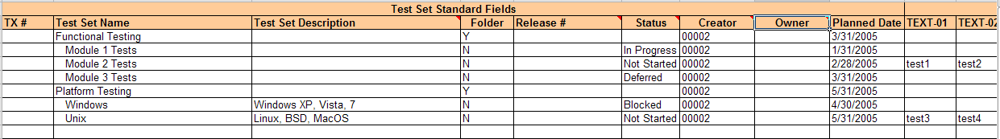 Test Set Standard Fields
TX # Test Set Name Test Set Description Folder Release # Status Creator Owner Planned Date TEXT-01 TEXT-02
Functional Testing Y 00002 3/31/2005
Module 1 Tests N In Progress 00002 1/31/2005
Module 2 Tests N Not Started 00002 2/28/2005 test1 test2
Module 3 Tests N Deferred 00002 3/31/2005
Platform Testing Y 00002 5/31/2005
Windows Windows XP, Vista, 7 N Blocked 00002 4/30/2005
Unix Linux, BSD, MacOS N Not Started 00002 5/31/2005 test3 test4